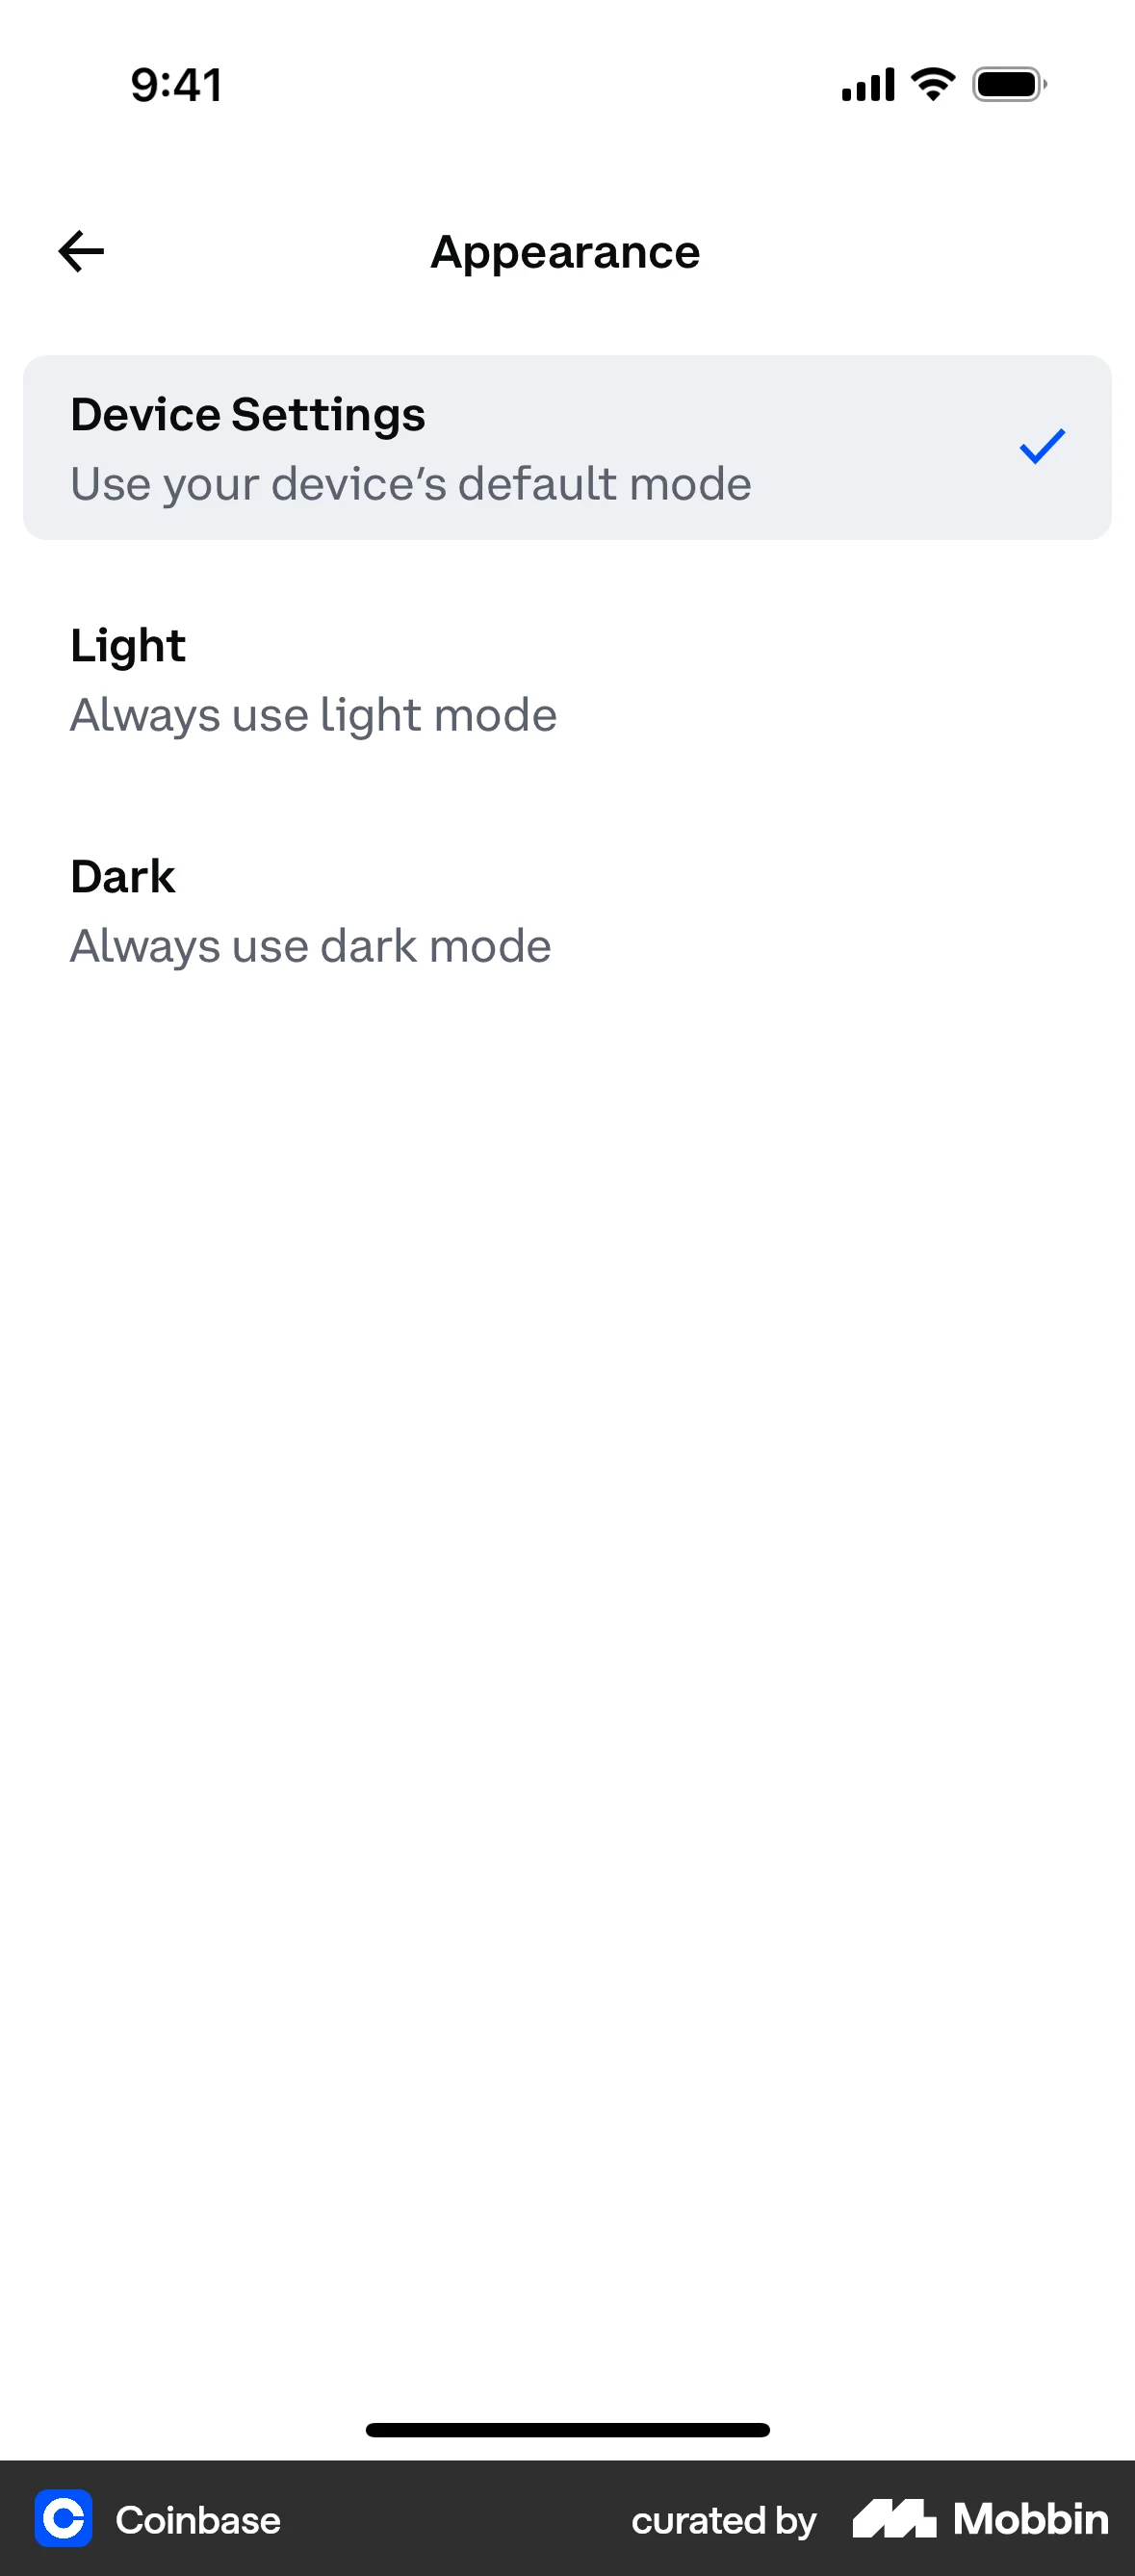 9:41
Appearance
Device Settings
Use your device’s default mode
Light
Always use light mode
Dark
Always use dark mode
Coinbase
curated by Mobbin